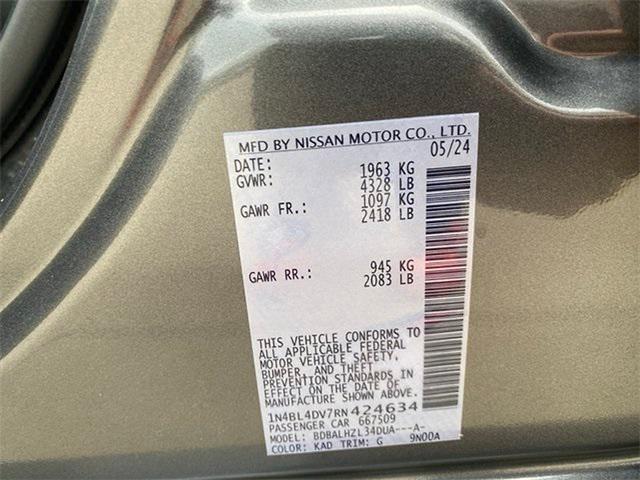 MFD BY NISSAN MOTOR CO., LTD.
DATE: 05/24
GVWR: 1963 KG
4328 LB
GAWR FR.: 1097 KG
2418 LB
GAWR RR.: 945 KG
2083 LB
THIS VEHICLE CONFORMS TO
ALL APPLICABLE FEDERAL
MOTOR VEHICLE SAFETY,
BUMPER, AND THEFT
PREVENTION STANDARDS IN
EFFECT ON THE DATE OF
MANUFACTURE SHOWN ABOVE.
1N4BL4DV7RN424634
PASSENGER CAR 667509
MODEL: BDBALHZL34DUA---A-
COLOR: KAD TRIM: G 9N00A